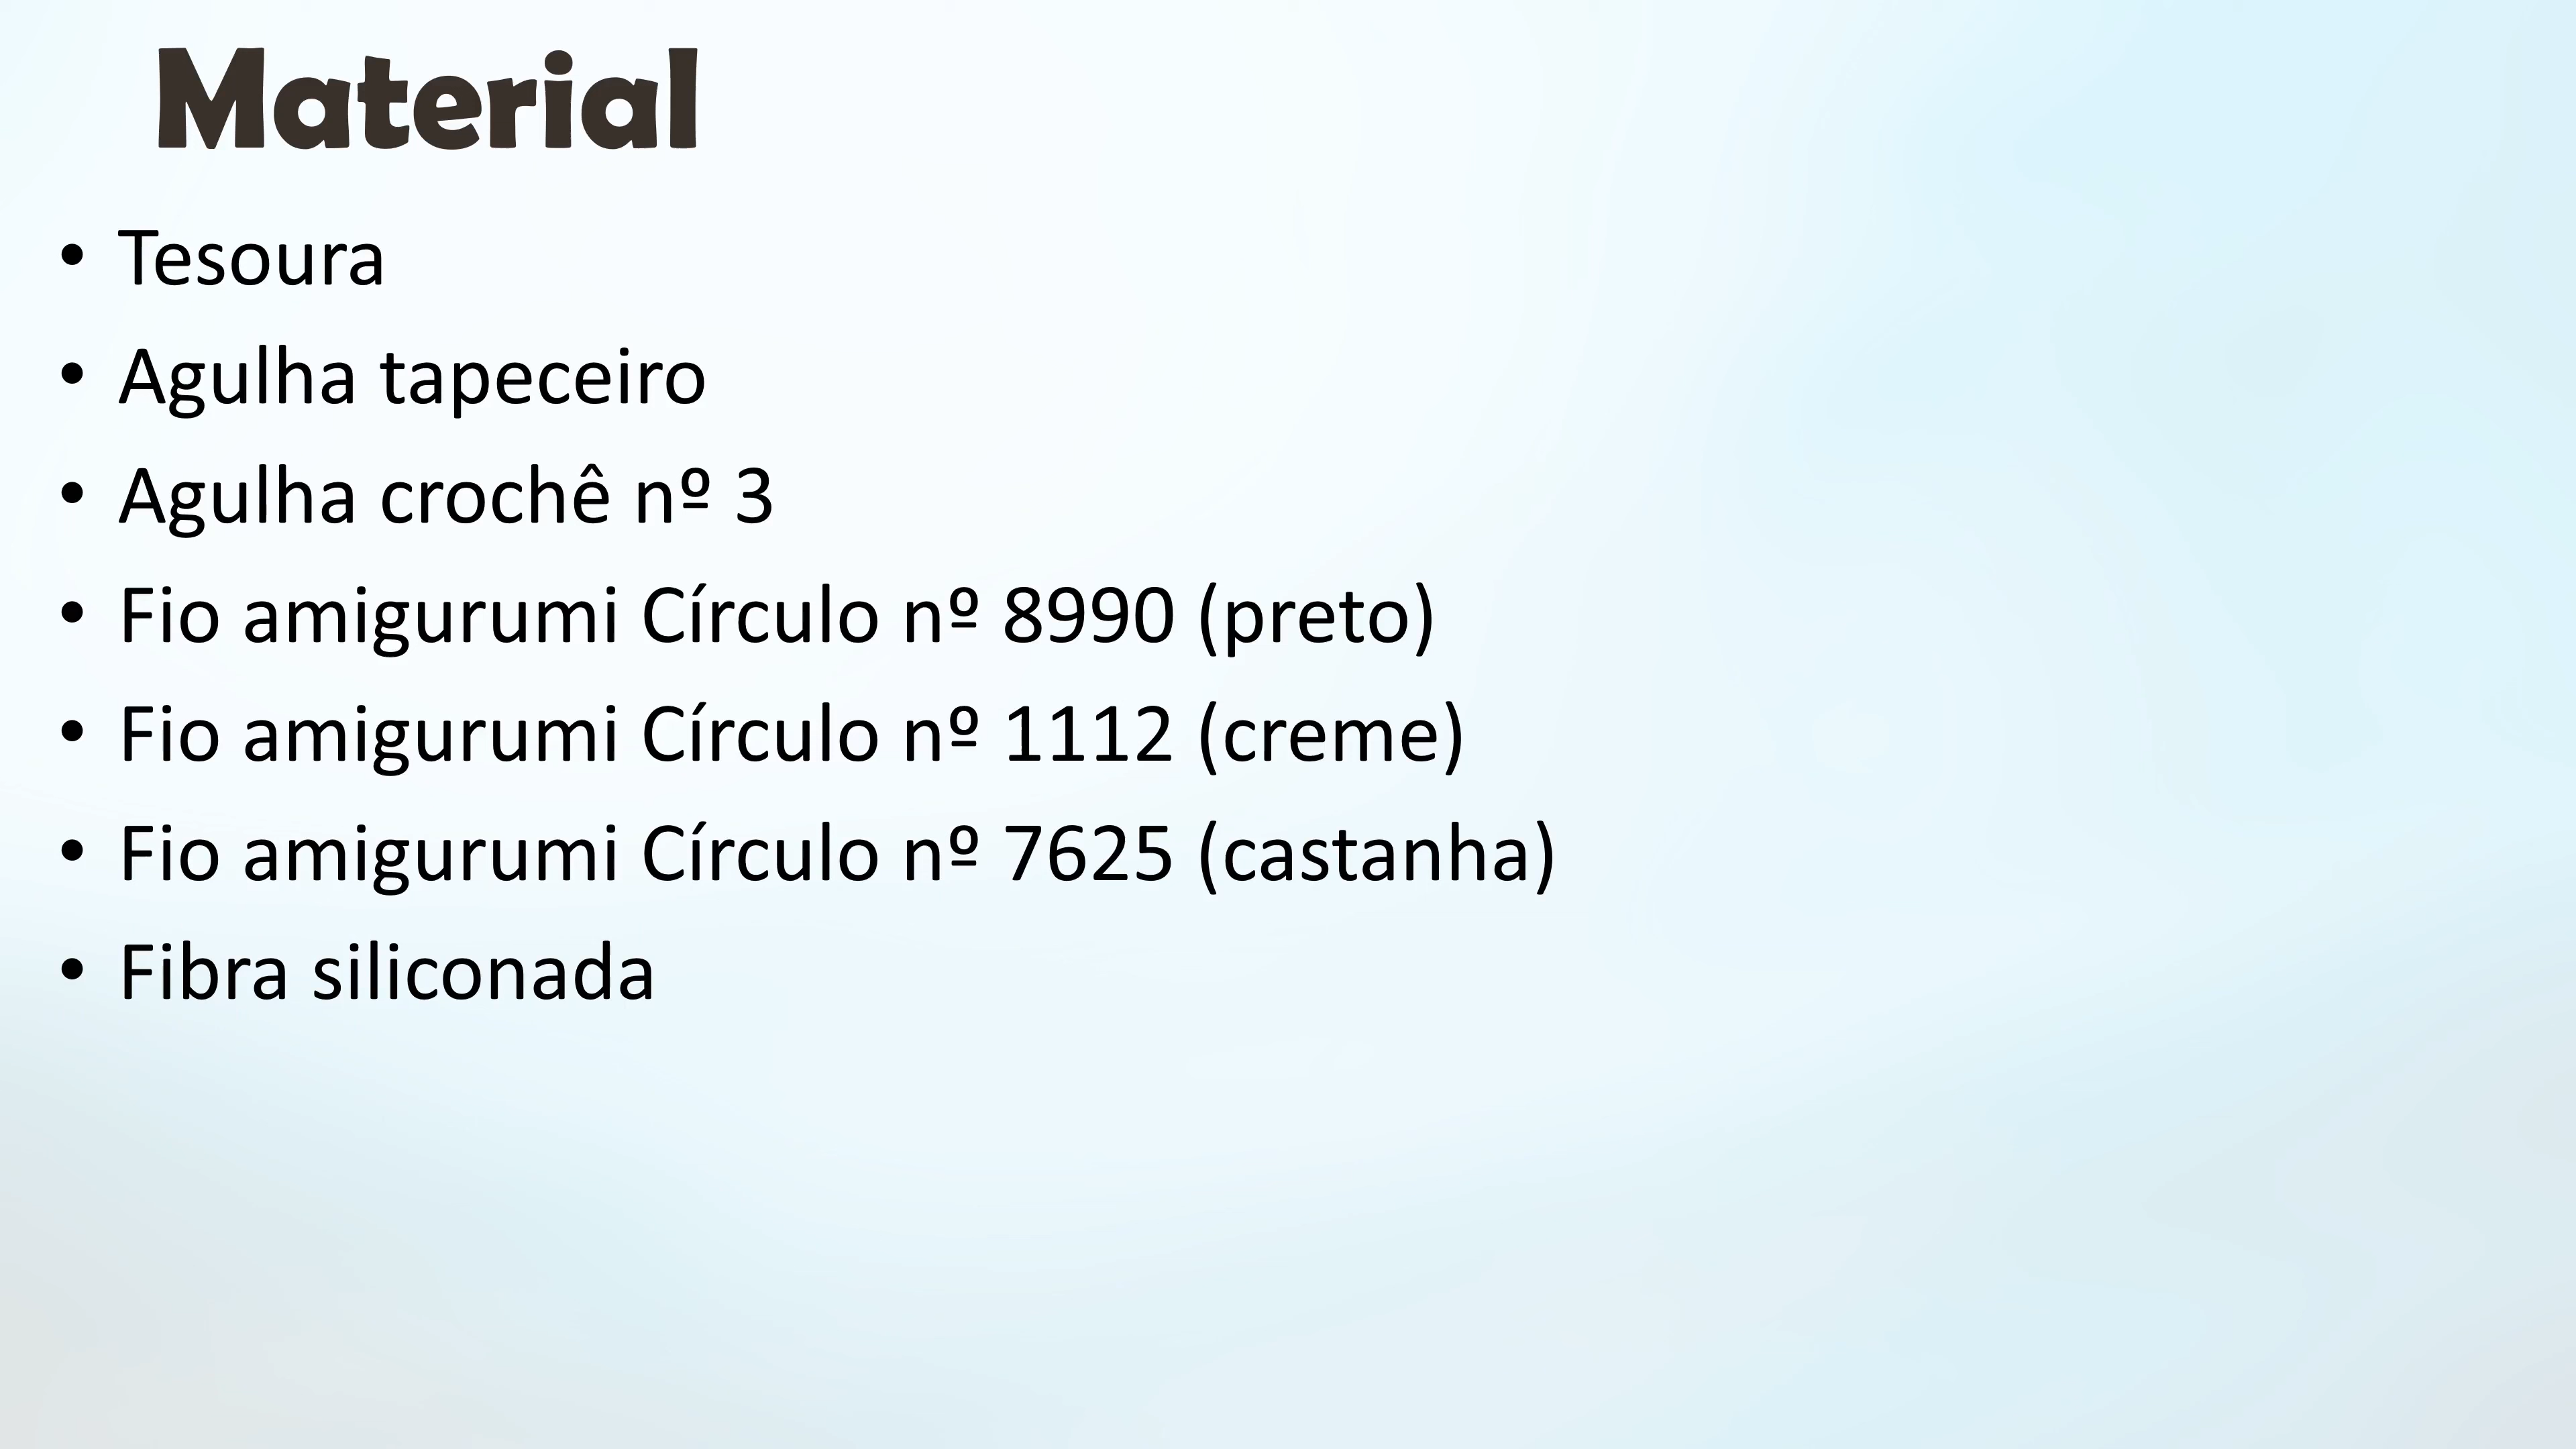 Material
• Tesoura
• Agulha tapeceiro
• Agulha crochê nº 3
• Fio amigurumi Círculo nº 8990 (preto)
• Fio amigurumi Círculo nº 1112 (creme)
• Fio amigurumi Círculo nº 7625 (castanha)
• Fibra siliconada